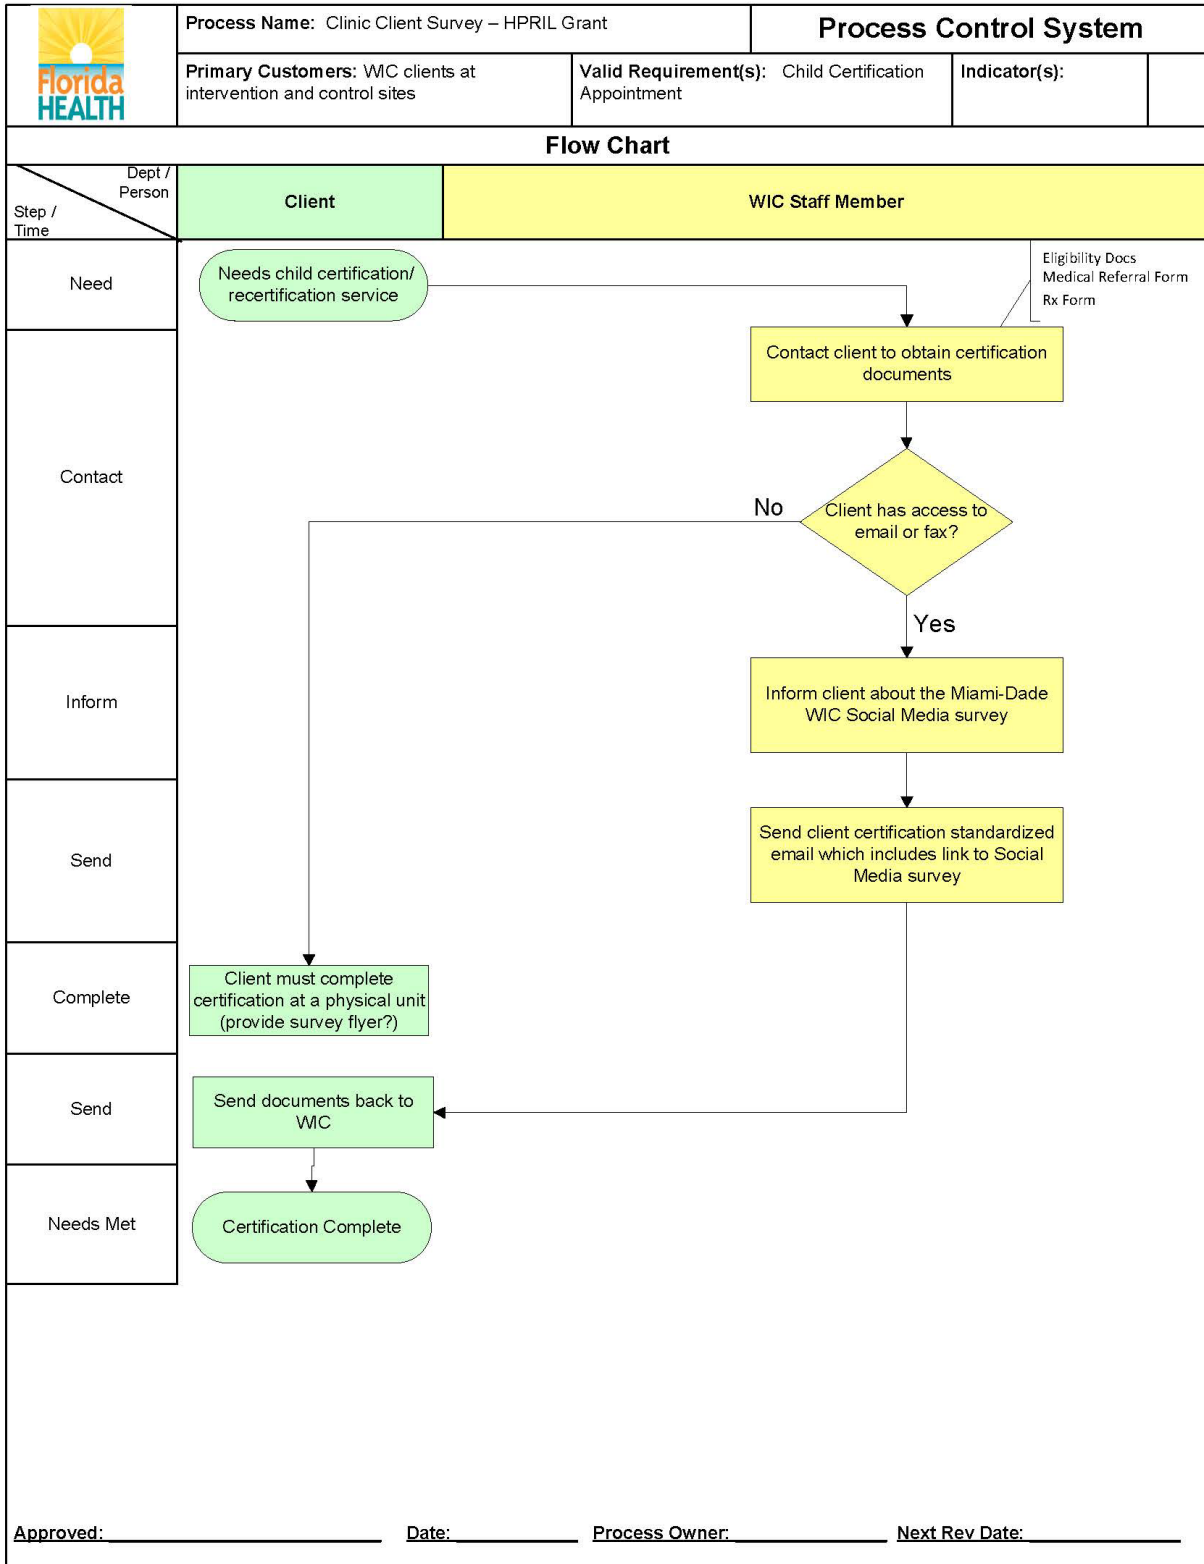 Florida
HEALTH
Process Name: Clinic Client Survey – HPRIL Grant
Process Control System
Primary Customers: WIC clients at
intervention and control sites
Valid Requirement(s): Child Certification
Appointment
Indicator(s):
Flow Chart
Dept /
Person
Step /
Time
Client
WIC Staff Member
Need
Needs child certification/
recertification service
Eligibility Docs
Medical Referral Form
Rx Form
Contact client to obtain certification
documents
Contact
No
Client has access to
email or fax?
Yes
Inform
Inform client about the Miami-Dade
WIC Social Media survey
Send
Send client certification standardized
email which includes link to Social
Media survey
Complete
Client must complete
certification at a physical unit
(provide survey flyer?)
Send
Send documents back to
WIC
Needs Met
Certification Complete
Approved: Date: Process Owner: Next Rev Date: